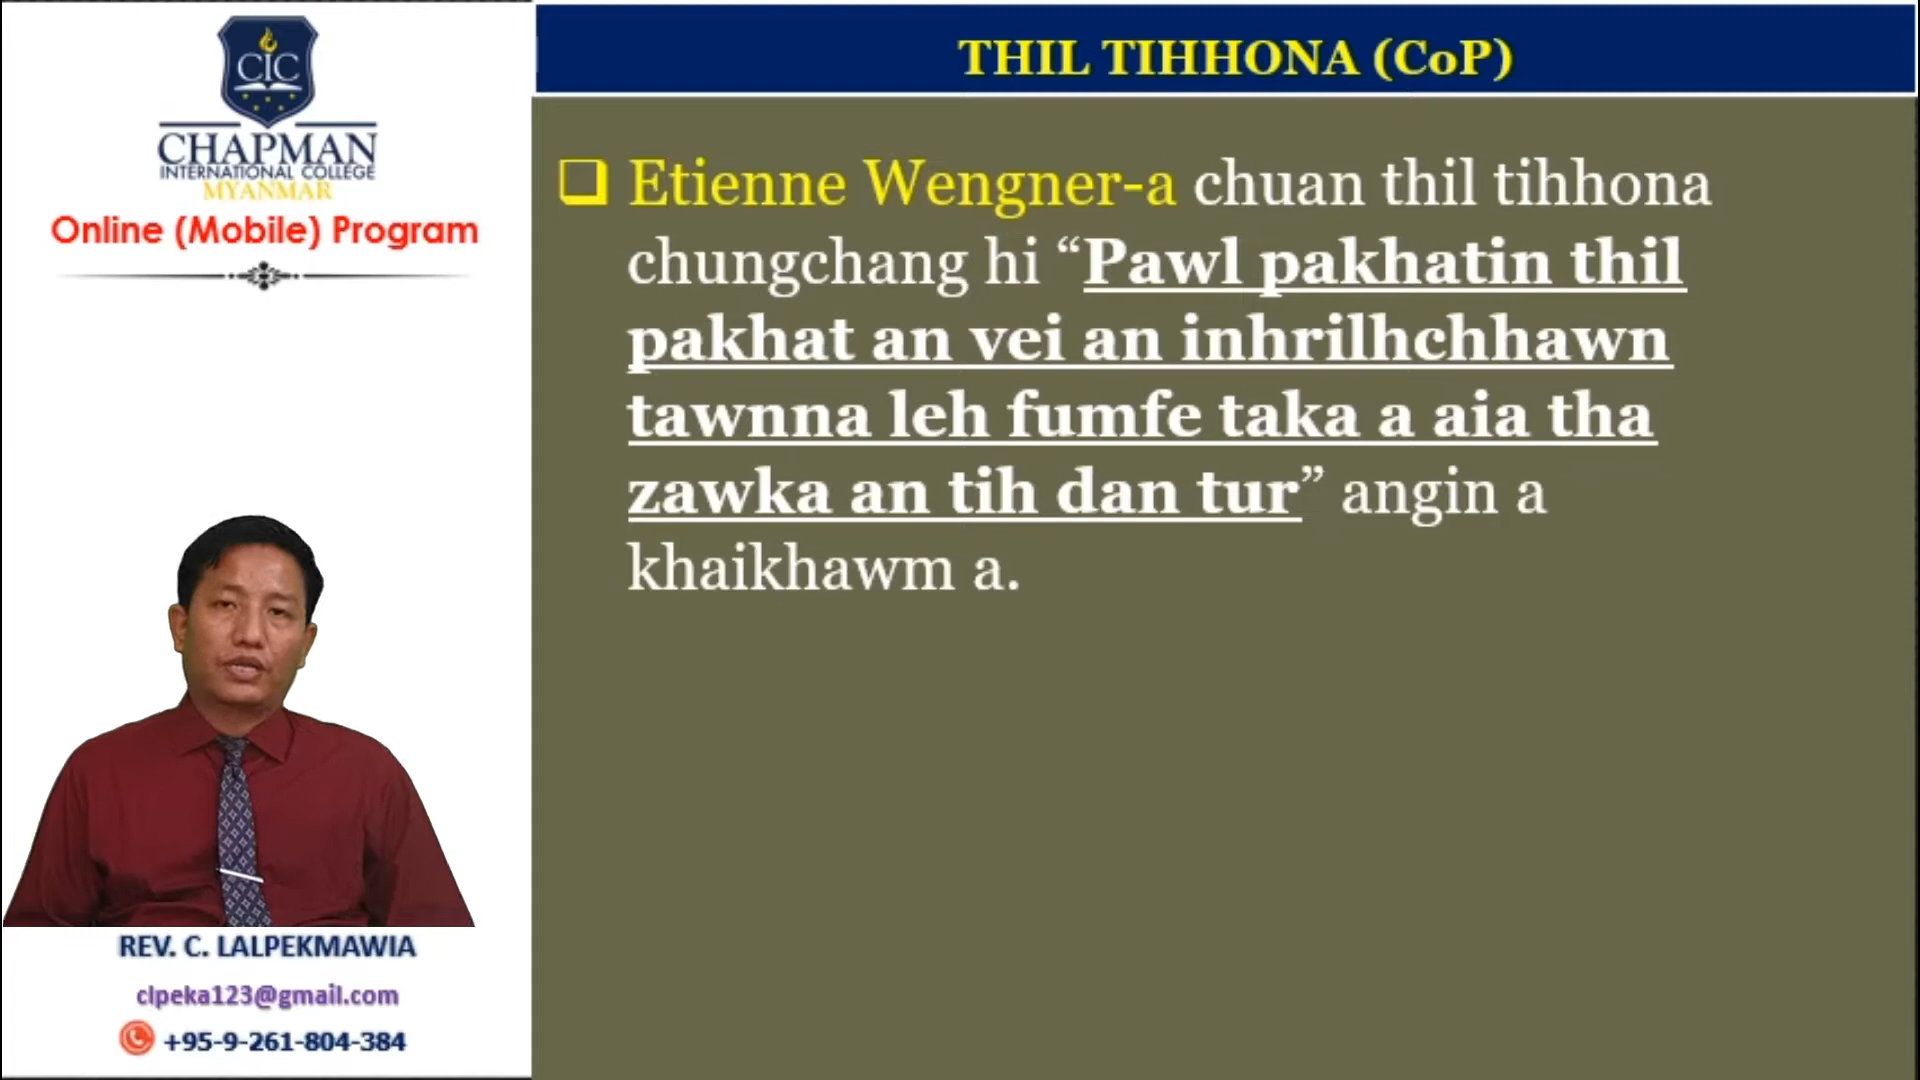 CIC
CHAPMAN
INTERNATIONAL COLLEGE
MYANMAR
Online (Mobile) Program
REV. C. LALPEKMAWIA
clpeka123@gmail.com
+95-9-261-804-384
THIL TIHHONA (CoP)
Etienne Wengner-a chuan thil tihhona
chungchang hi “Pawl pakhatin thil
pakhat an vei an inhrilhchhawn
tawnna leh fumfe taka a aia tha
zawka an tih dan tur” angin a
khaikhawm a.